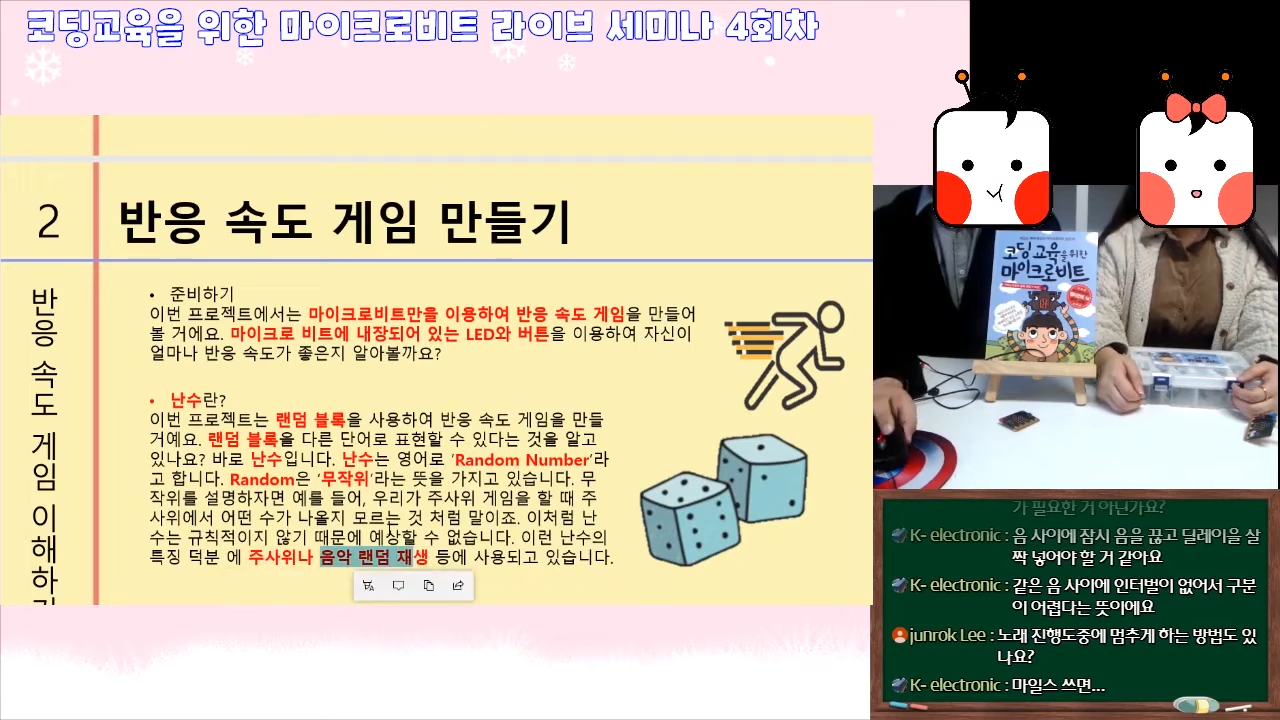 코딩교육을 위한 마이크로비트 라이브 세미나 4회차
2
반응 속도 게임 만들기
반응 속도 게임 이해하기
• 준비하기
이번 프로젝트에서는 마이크로비트만을 이용하여 반응 속도 게임을 만들어
볼 거에요. 마이크로 비트에 내장되어 있는 LED와 버튼을 이용하여 자신이
얼마나 반응 속도가 좋은지 알아볼까요?
• 난수란?
이번 프로젝트는 랜덤 블록을 사용하여 반응 속도 게임을 만들
거예요. 랜덤 블록을 다른 단어로 표현할 수 있다는 것을 알고
있나요? 바로 난수입니다. 난수는 영어로 ‘Random Number’라
고 합니다. Random은 ‘무작위’라는 뜻을 가지고 있습니다. 무
작위를 설명하자면 예를 들어, 우리가 주사위 게임을 할 때 주
사위에서 어떤 수가 나올지 모르는 것 처럼 말이죠. 이처럼 난
수는 규칙적이지 않기 때문에 예상할 수 없습니다. 이런 난수의
특징 덕분 에 주사위나 음악 랜덤 재생 등에 사용되고 있습니다.
코딩교육을위한
마이크로비트
가 필요한 거 아닌가요?
K- electronic : 음 사이에 잠시 음을 끊고 딜레이을 살
짝 넣어야 할 거 같아요
K- electronic : 같은 음 사이에 인터벌이 없어서 구분
이 어렵다는 뜻이에요
junrok Lee : 노래 진행도중에 멈추게 하는 방법도 있
나요?
K- electronic : 마일스 쓰면...